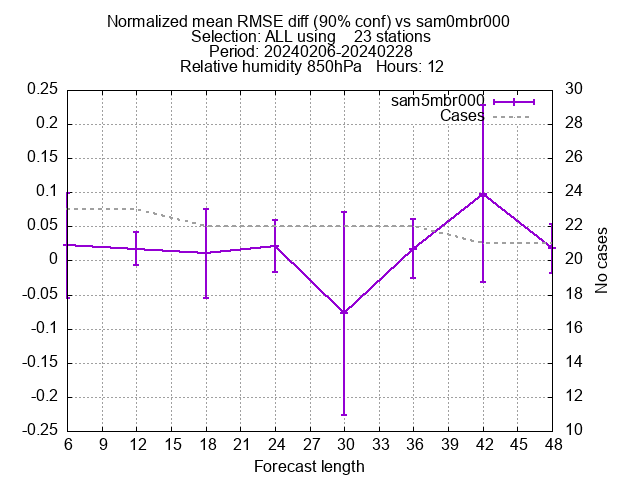 Normalized mean RMSE diff (90% conf) vs sam0mbr000
Selection: ALL using    23 stations
Period: 20240206-20240228
Relative humidity 850hPa   Hours: 12
sam5mbr000
Cases
0.25
0.2
0.15
0.1
0.05
0
-0.05
-0.1
-0.15
-0.2
-0.25
30
28
26
24
22
20
18
16
14
12
10
No cases
6 12 15 18 21 24 27 30 33 36 39 42 45 48
Forecast length